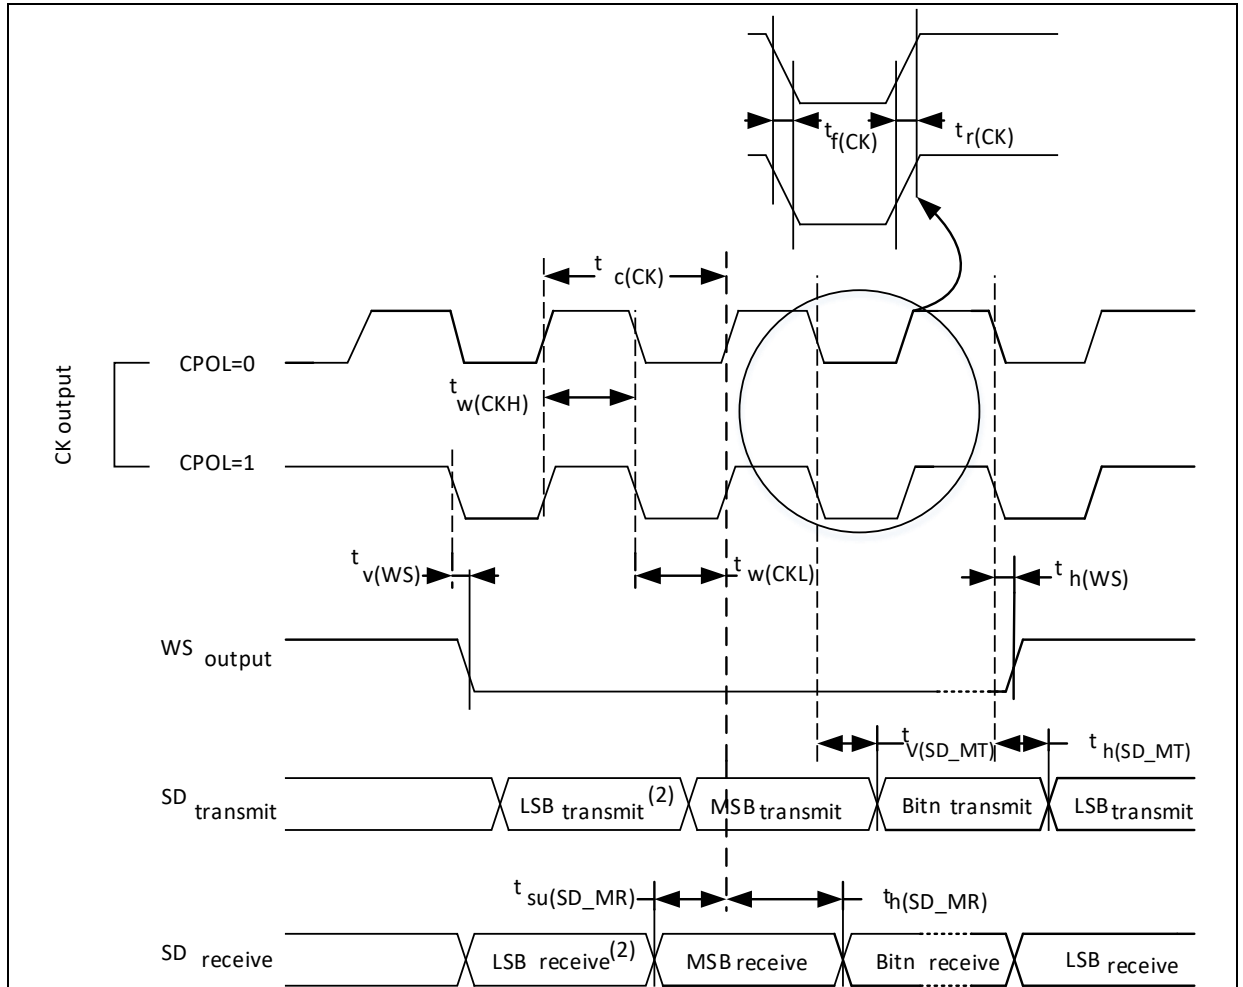 t f(CK)
t r(CK)
t c(CK)
CK output
CPOL=0
t w(CKH)
CPOL=1
t v(WS)
t w(CKL)
t h(WS)
WS output
t V(SD_MT)
t h(SD_MT)
SD transmit
LSB transmit(2)
MSB transmit
Bitn transmit
LSB transmit
t su(SD_MR)
t h(SD_MR)
SD receive
LSB receive(2)
MSB receive
Bitn receive
LSB receive